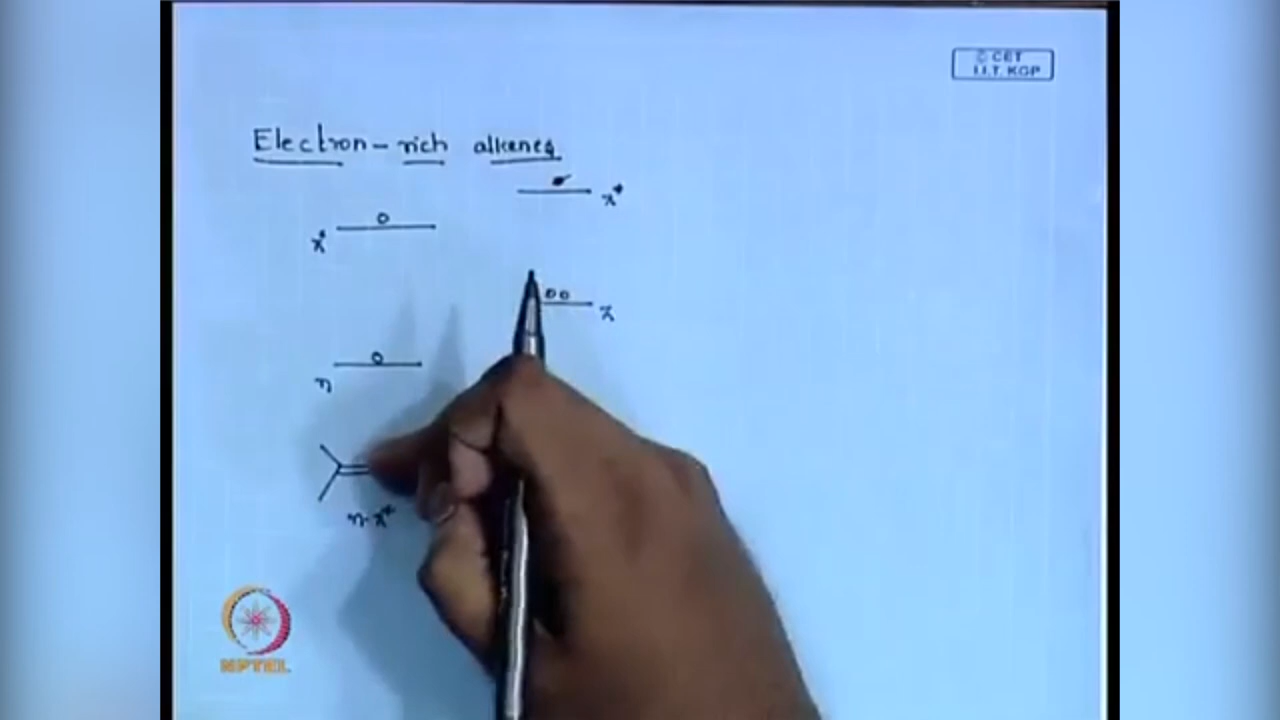 © CET
I.I.T. KGP
Electron-rich alkenes
π*
π*
π
n
n-π*
NPTEL